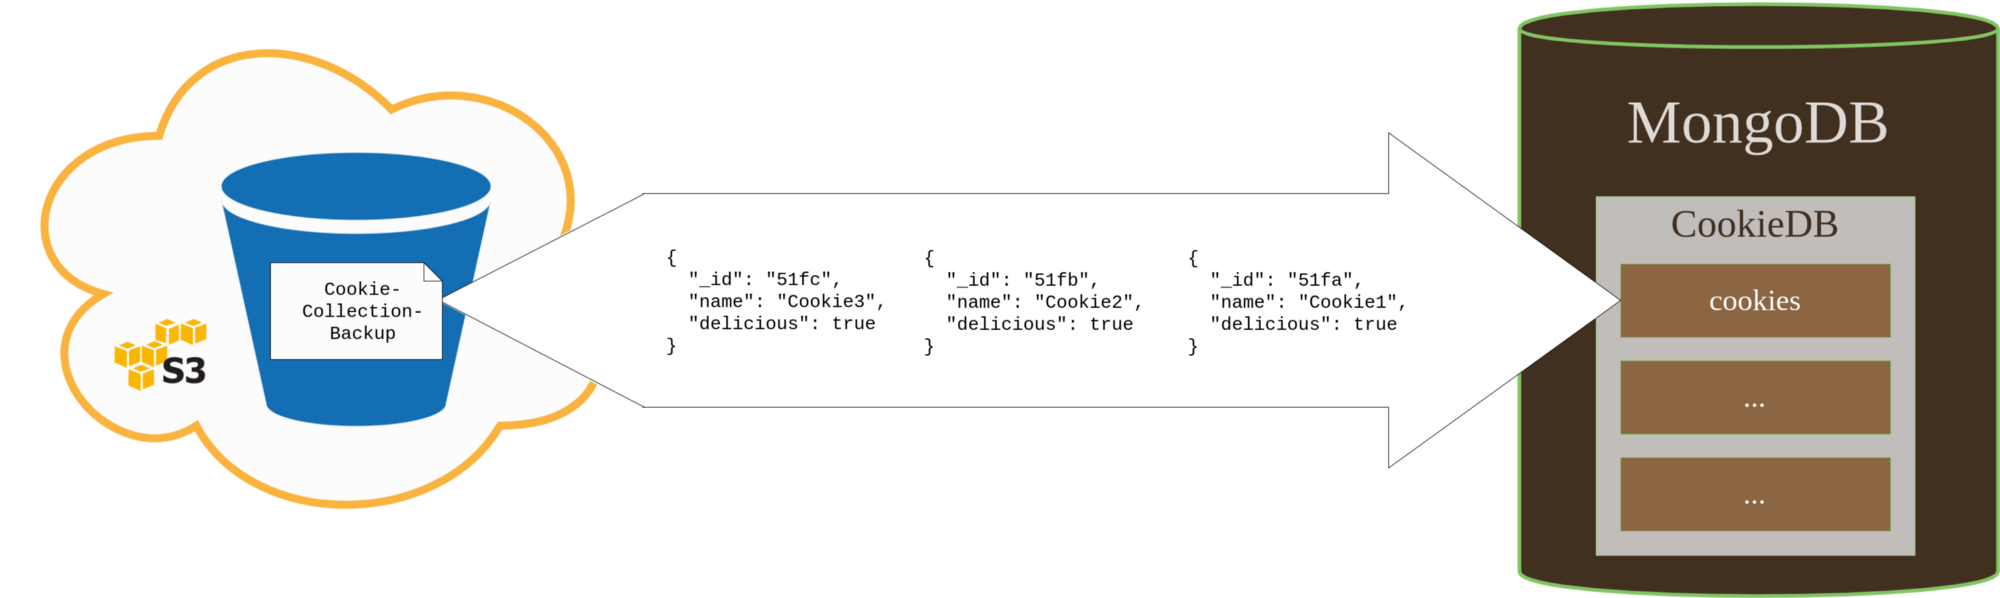 Cookie-
Collection-
Backup
S3
{
  "_id": "51fc",
  "name": "Cookie3",
  "delicious": true
}
{
  "_id": "51fb",
  "name": "Cookie2",
  "delicious": true
}
{
  "_id": "51fa",
  "name": "Cookie1",
  "delicious": true
}
MongoDB
CookieDB
cookies
...
...